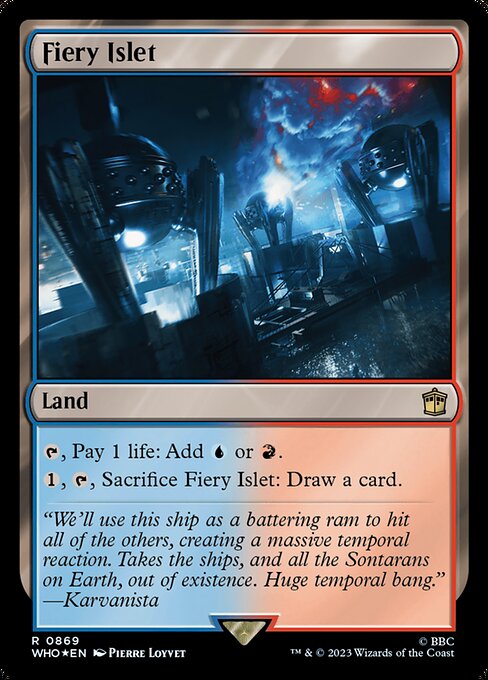 Fiery Islet
Land
, Pay 1 life: Add or .
1, , Sacrifice Fiery Islet: Draw a card.
“We’ll use this ship as a battering ram to hit
all of the others, creating a massive temporal
reaction. Takes the ships, and all the Sontarans
on Earth, out of existence. Huge temporal bang.”
—Karvanista
R 0869
WHO★EN Pierre Loyvet
© BBC
™ & © 2023 Wizards of the Coast